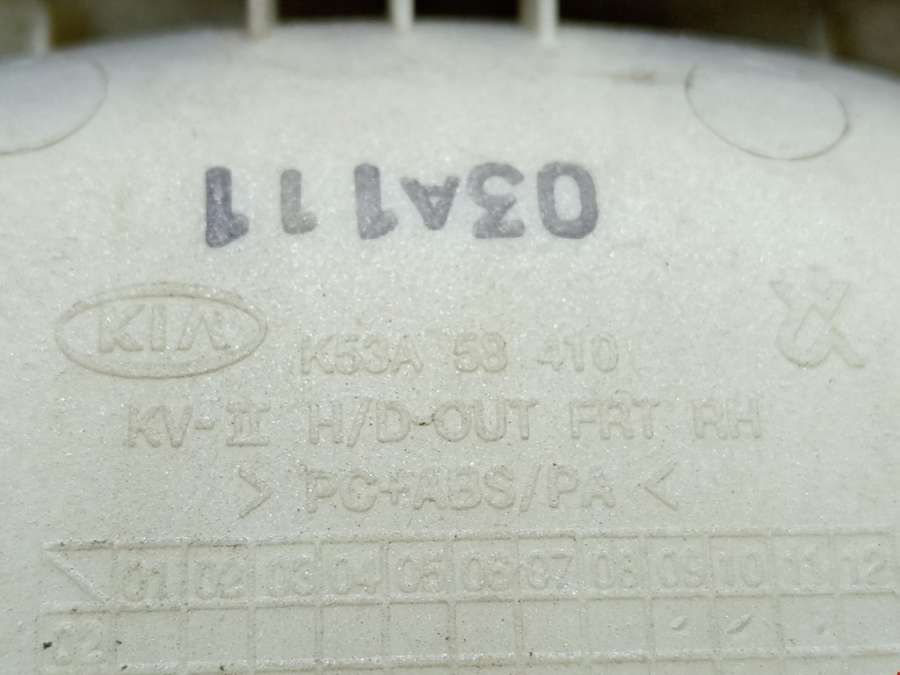 03A111
KIA K53A 58 410
KV-II H/D-OUT FRT RH
>PC+ABS/PA<
01 02 03 04 05 06 07 08 09 10 11 12
02